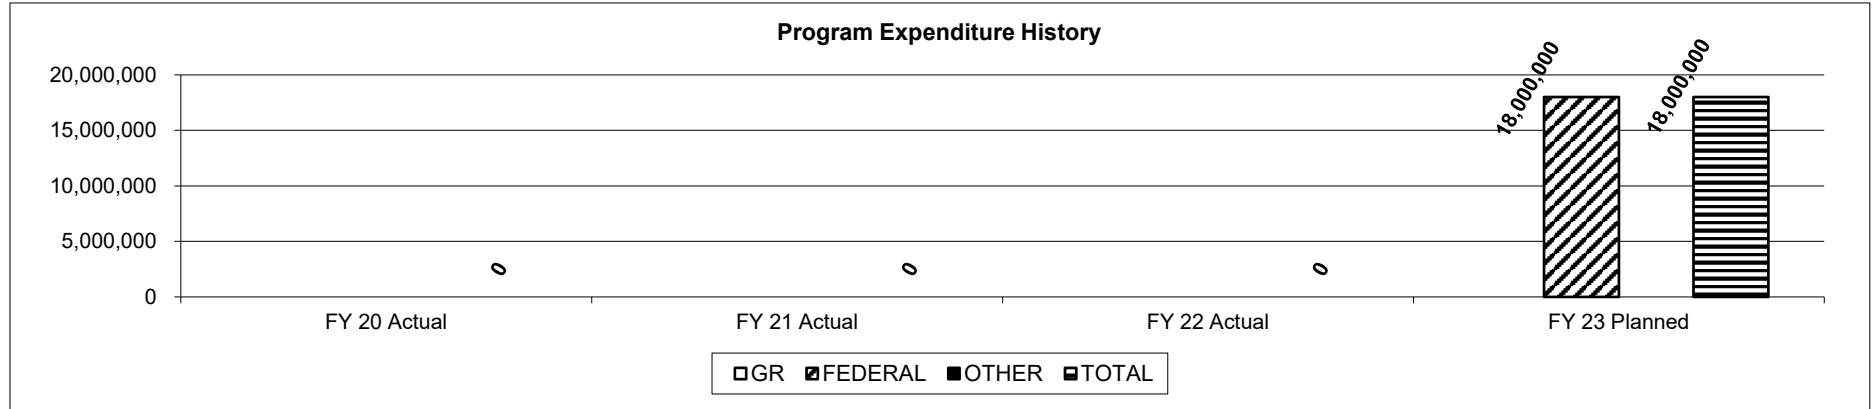 Program Expenditure History
20,000,000
15,000,000
10,000,000
5,000,000
0
0
0
0
18,000,000
18,000,000
FY 20 Actual
FY 21 Actual
FY 22 Actual
FY 23 Planned
GR FEDERAL OTHER TOTAL